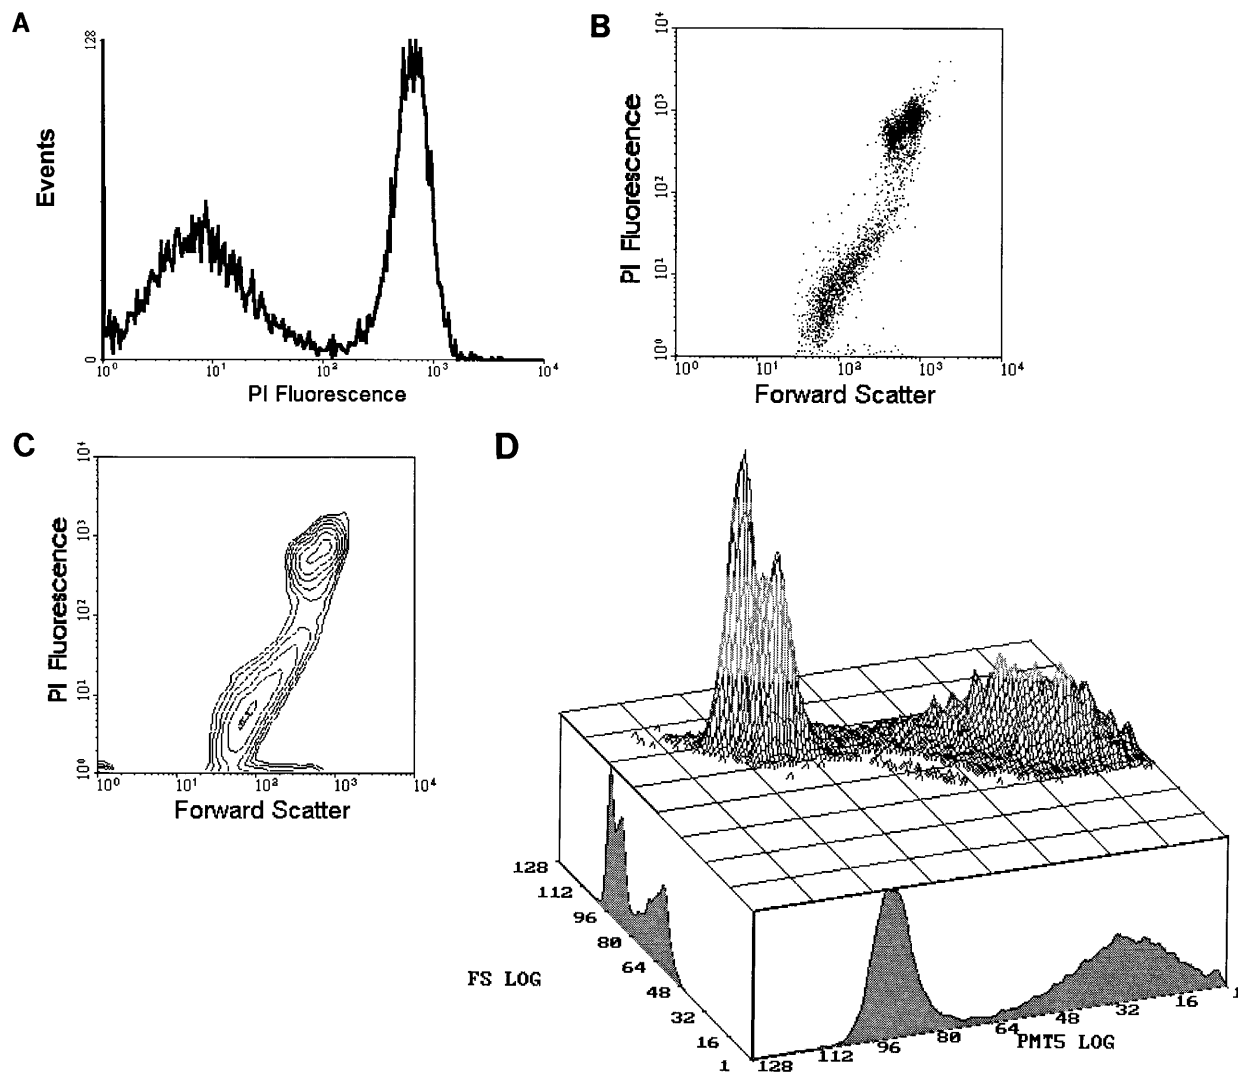 A
128
Events
0
10⁰ 10¹ 10² 10³ 10⁴
PI Fluorescence
B
10⁴
10³
10²
10¹
10⁰
PI Fluorescence
10⁰ 10¹ 10² 10³ 10⁴
Forward Scatter
C
10⁴
10³
10²
10¹
10⁰
PI Fluorescence
10⁰ 10¹ 10² 10³ 10⁴
Forward Scatter
D
128
112
96
80
64
48
32
16
1
FS LOG
128 112 96 80 64 48 32 16 1
PMT5 LOG